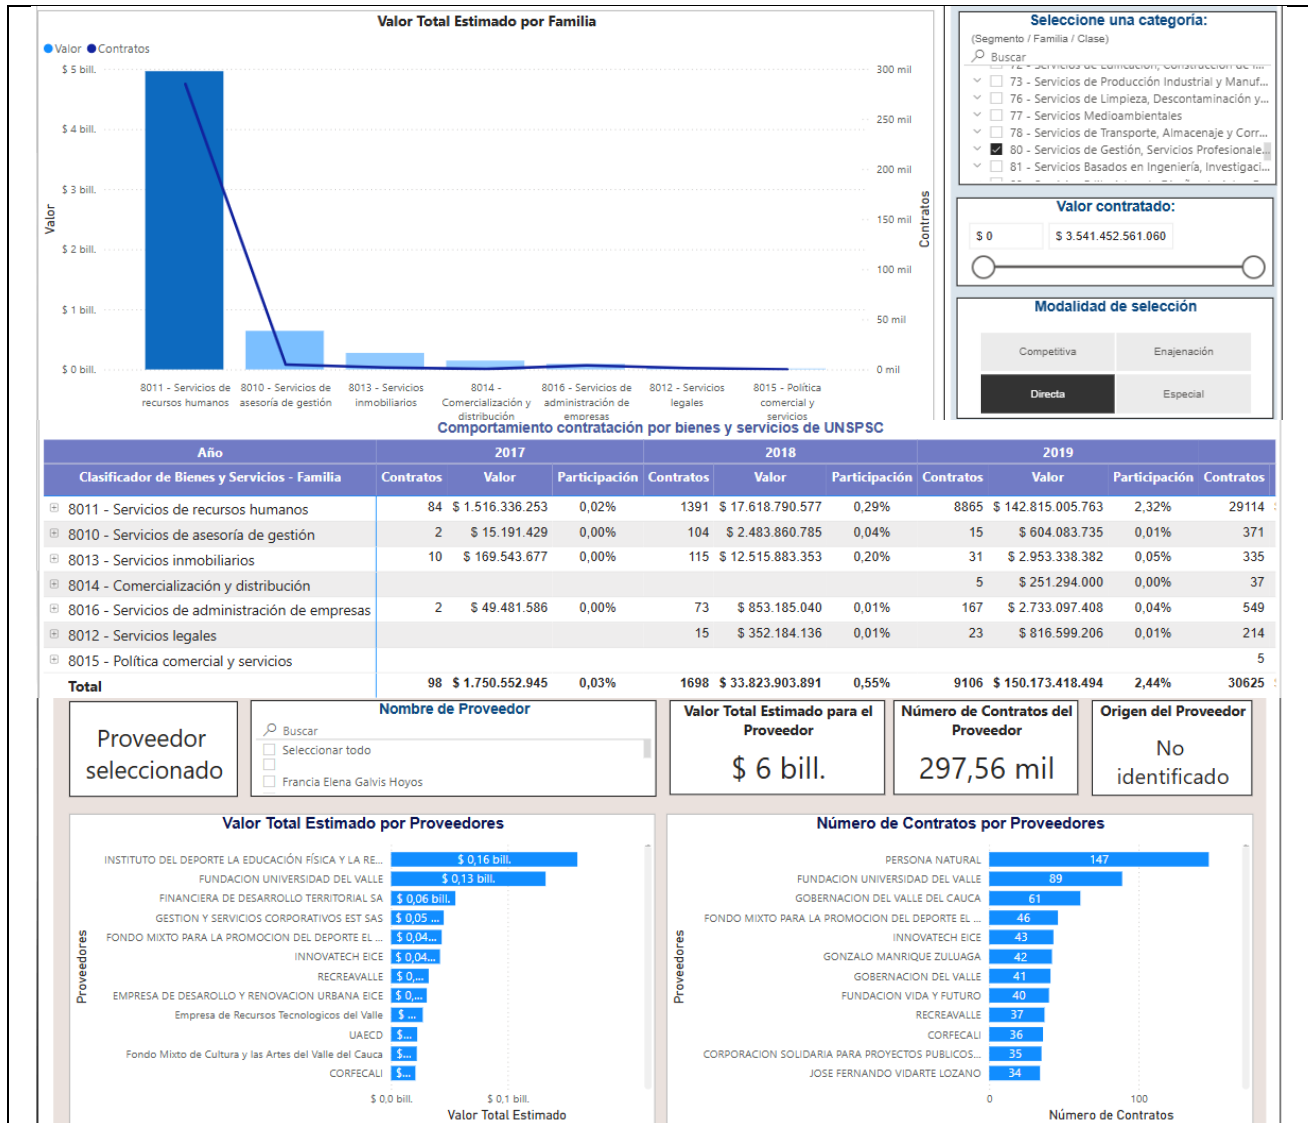 Valor Total Estimado por Familia
Valor Contratos
$ 5 bill.
$ 4 bill.
$ 3 bill.
$ 2 bill.
$ 1 bill.
$ 0 bill.
Valor
300 mil
250 mil
200 mil
150 mil
100 mil
50 mil
0 mil
Contratos
8011 - Servicios de recursos humanos
8010 - Servicios de asesoría de gestión
8013 - Servicios inmobiliarios
8014 - Comercialización y distribución
8016 - Servicios de administración de empresas
8012 - Servicios legales
8015 - Política comercial y servicios
Seleccione una categoría:
(Segmento / Familia / Clase)
Buscar
72 - Servicios de Edificación, Construcción de I...
73 - Servicios de Producción Industrial y Manuf...
76 - Servicios de Limpieza, Descontaminación y...
77 - Servicios Medioambientales
78 - Servicios de Transporte, Almacenaje y Corr...
80 - Servicios de Gestión, Servicios Profesionale...
81 - Servicios Basados en Ingeniería, Investigaci...
Valor contratado:
$ 0 $ 3.541.452.561.060
Modalidad de selección
Competitiva Enajenación
Directa Especial
Comportamiento contratación por bienes y servicios de UNSPSC
Año 2017 2018 2019
Clasificador de Bienes y Servicios - Familia Contratos Valor Participación Contratos Valor Participación Contratos Valor Participación Contratos
8011 - Servicios de recursos humanos 84 $ 1.516.336.253 0,02% 1391 $ 17.618.790.577 0,29% 8865 $ 142.815.005.763 2,32% 29114
8010 - Servicios de asesoría de gestión 2 $ 15.191.429 0,00% 104 $ 2.483.860.785 0,04% 15 $ 604.083.735 0,01% 371
8013 - Servicios inmobiliarios 10 $ 169.543.677 0,00% 115 $ 12.515.883.353 0,20% 31 $ 2.953.338.382 0,05% 335
8014 - Comercialización y distribución 5 $ 251.294.000 0,00% 37
8016 - Servicios de administración de empresas 2 $ 49.481.586 0,00% 73 $ 853.185.040 0,01% 167 $ 2.733.097.408 0,04% 549
8012 - Servicios legales 15 $ 352.184.136 0,01% 23 $ 816.599.206 0,01% 214
8015 - Política comercial y servicios 5
Total 98 $ 1.750.552.945 0,03% 1698 $ 33.823.903.891 0,55% 9106 $ 150.173.418.494 2,44% 30625
Proveedor seleccionado
Nombre de Proveedor
Buscar
Seleccionar todo
Francia Elena Galvis Hoyos
Valor Total Estimado para el Proveedor
$ 6 bill.
Número de Contratos del Proveedor
297,56 mil
Origen del Proveedor
No identificado
Valor Total Estimado por Proveedores
Proveedores
INSTITUTO DEL DEPORTE LA EDUCACIÓN FÍSICA Y LA RE... $ 0,16 bill.
FUNDACION UNIVERSIDAD DEL VALLE $ 0,13 bill.
FINANCIERA DE DESARROLLO TERRITORIAL SA $ 0,06 bill.
GESTION Y SERVICIOS CORPORATIVOS EST SAS $ 0,05 ...
FONDO MIXTO PARA LA PROMOCION DEL DEPORTE EL ... $ 0,04...
INNOVATECH EICE $ 0,04...
RECREAVALLE $ 0,...
EMPRESA DE DESAROLLO Y RENOVACION URBANA EICE $ 0,...
Empresa de Recursos Tecnologicos del Valle $ ...
UAECD $...
Fondo Mixto de Cultura y las Artes del Valle del Cauca $...
CORFECALI $...
$ 0,0 bill. $ 0,1 bill.
Valor Total Estimado
Número de Contratos por Proveedores
Proveedores
PERSONA NATURAL 147
FUNDACION UNIVERSIDAD DEL VALLE 89
GOBERNACION DEL VALLE DEL CAUCA 61
FONDO MIXTO PARA LA PROMOCION DEL DEPORTE EL ... 46
INNOVATECH EICE 43
GONZALO MANRIQUE ZULUAGA 42
GOBERNACION DEL VALLE 41
FUNDACION VIDA Y FUTURO 40
RECREAVALLE 37
CORFECALI 36
CORPORACION SOLIDARIA PARA PROYECTOS PUBLICOS... 35
JOSE FERNANDO VIDARTE LOZANO 34
0 100
Número de Contratos